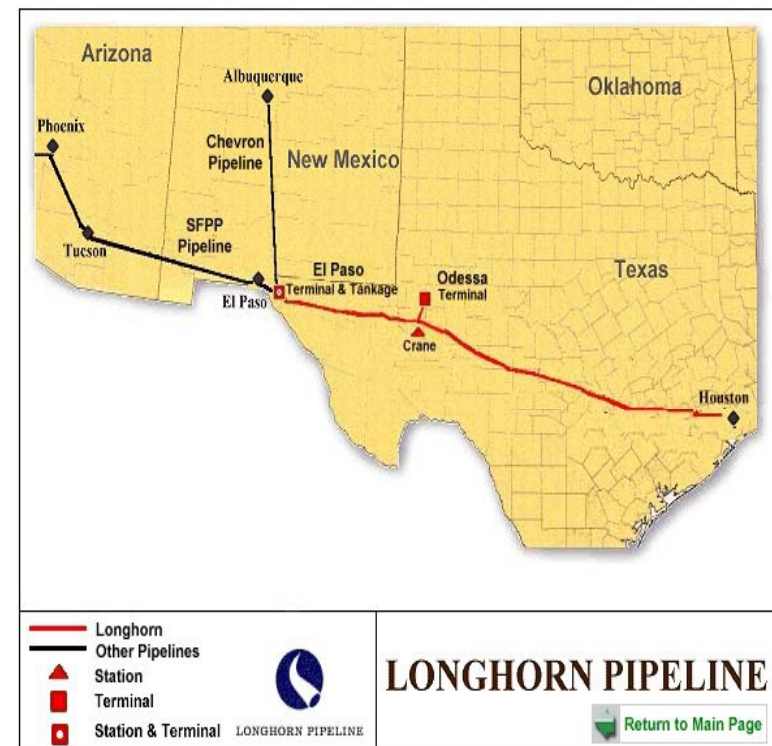 Arizona
Albuquerque
Oklahoma
Phoenix
Chevron
Pipeline
New Mexico
SFPP
Pipeline
Tucson
El Paso
Terminal & Tankage
Odessa
Terminal
Texas
El Paso
Crane
Houston
Longhorn
Other Pipelines
Station
Terminal
Station & Terminal
LONGHORN PIPELINE
LONGHORN PIPELINE
Return to Main Page